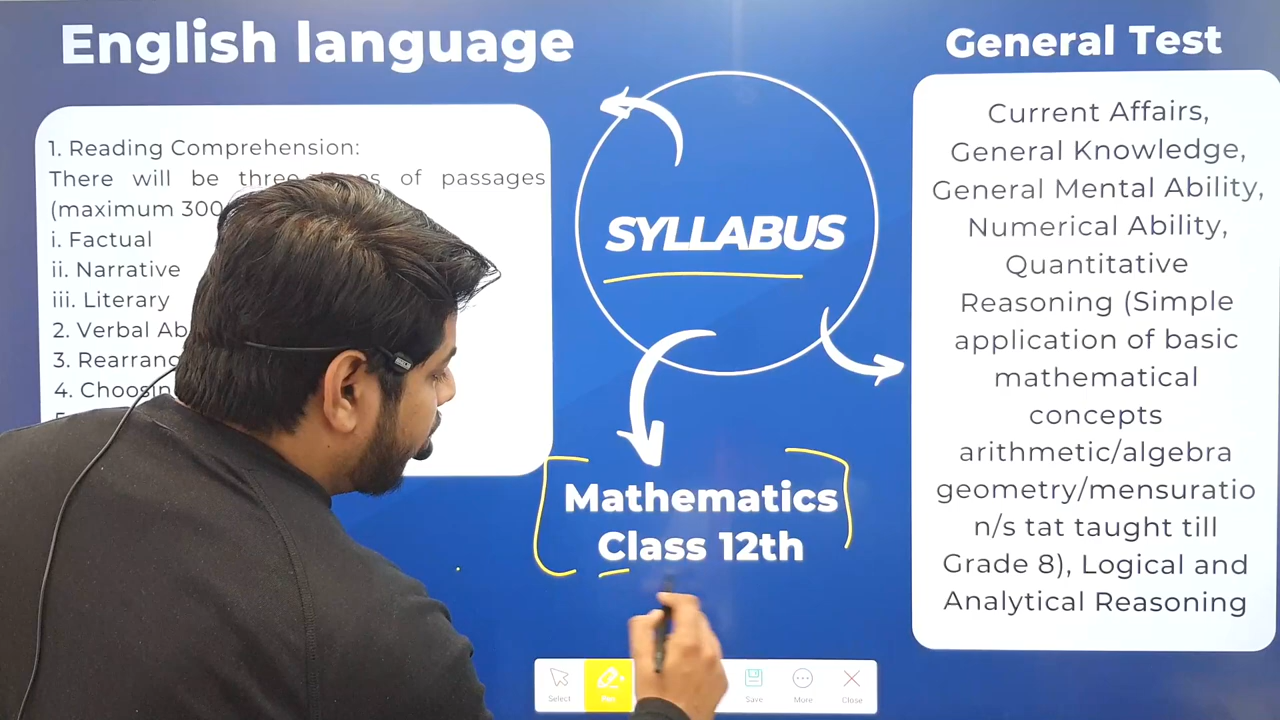 English language
1. Reading Comprehension:
There will be three of passages
(maximum 300
i. Factual
ii. Narrative
iii. Literary
2. Verbal
3.
4.
SYLLABUS
Mathematics
Class 12th
General Test
Current Affairs,
General Knowledge,
General Mental Ability,
Numerical Ability,
Quantitative
Reasoning (Simple
application of basic
mathematical
concepts
arithmetic/algebra
geometry/mensuratio
n/s tat taught till
Grade 8), Logical and
Analytical Reasoning
Select
Pen
Save
More
Close